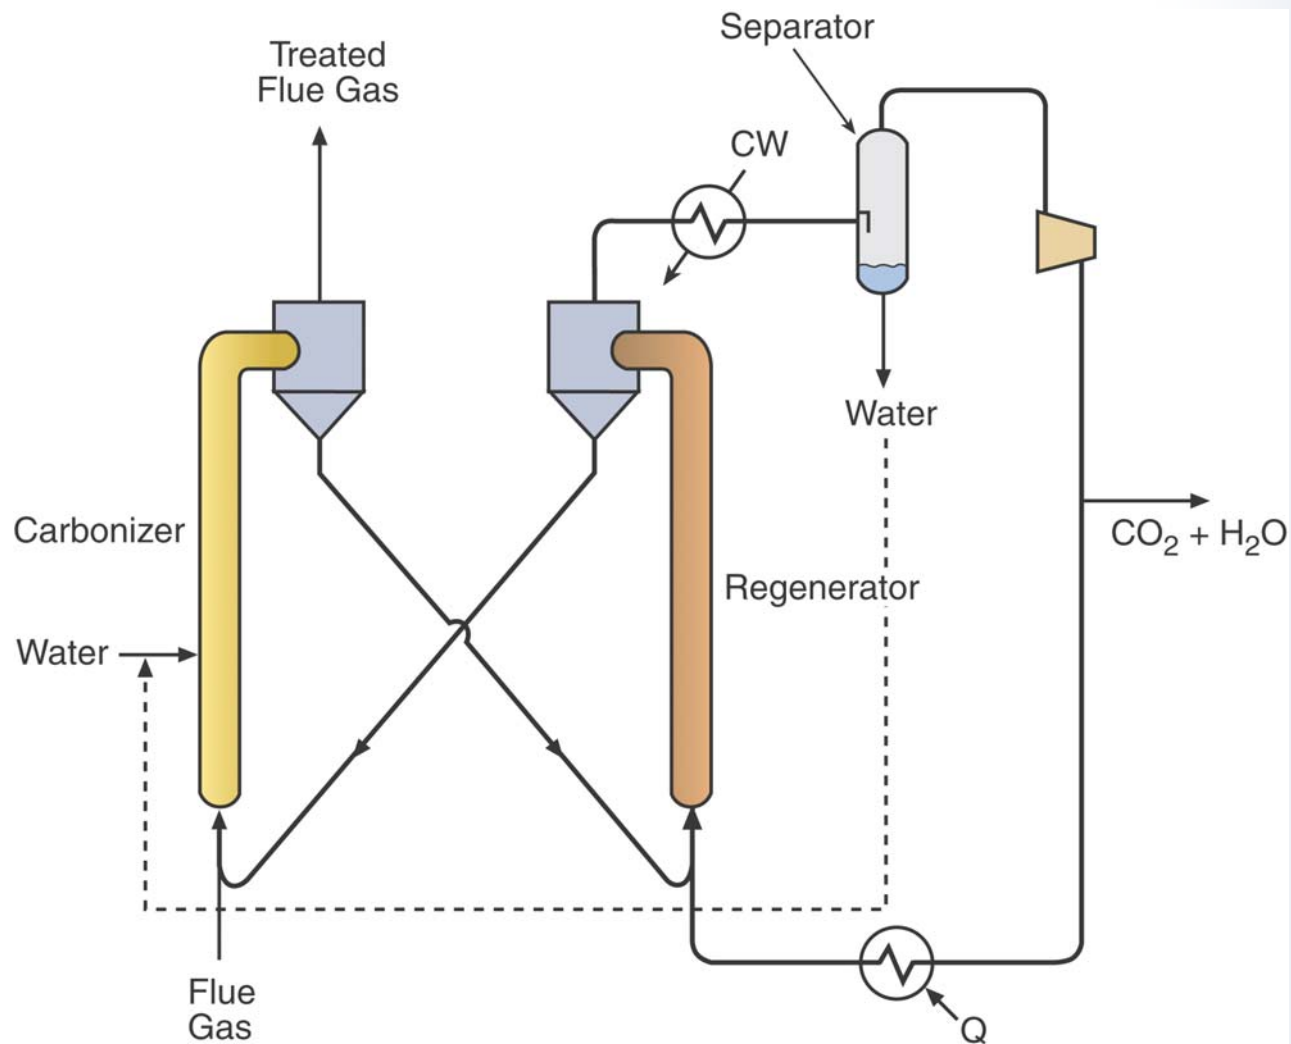 Separator
Treated
Flue Gas
CW
Water
Carbonizer
CO₂ + H₂O
Regenerator
Water
Flue
Gas
Q